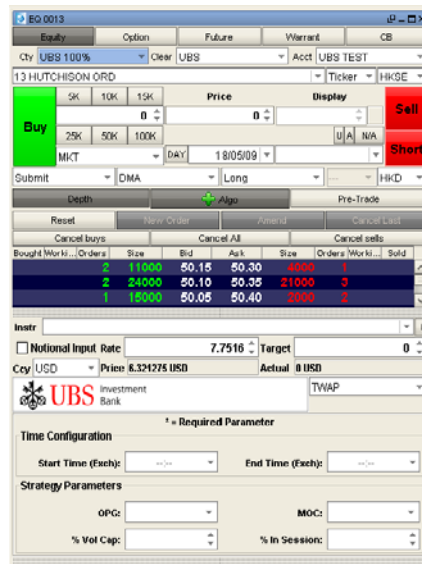 EQ 0013
Equity Option Future Warrant CB
Cty UBS 100% Clear UBS Acct UBS TEST
13 HUTCHISON ORD Ticker HKSE
5K 10K 15K Price Display
Buy 0 0 Sell
25K 50K 100K U A N/A
MKT DAY 18/05/09 Short
Submit DMA Long -- HKD
Depth Algo Pre-Trade
Reset New Order Amend Cancel Last
Cancel buys Cancel All Cancel sells
Bought Worki... Orders Size Bid Ask Size Orders Worki... Sold
2 11000 50.15 50.30 4000 1
2 24000 50.10 50.35 21000 3
1 15000 50.05 50.40 2000 2
Instr
Notional Input Rate 7.7516 Target 0
Ccy USD Price 6.321275 USD Actual 0 USD
UBS Investment Bank TWAP
* = Required Parameter
Time Configuration
Start Time (Exch): --:-- End Time (Exch): --:--
Strategy Parameters
OPG: MOC:
% Vol Cap: % In Session: